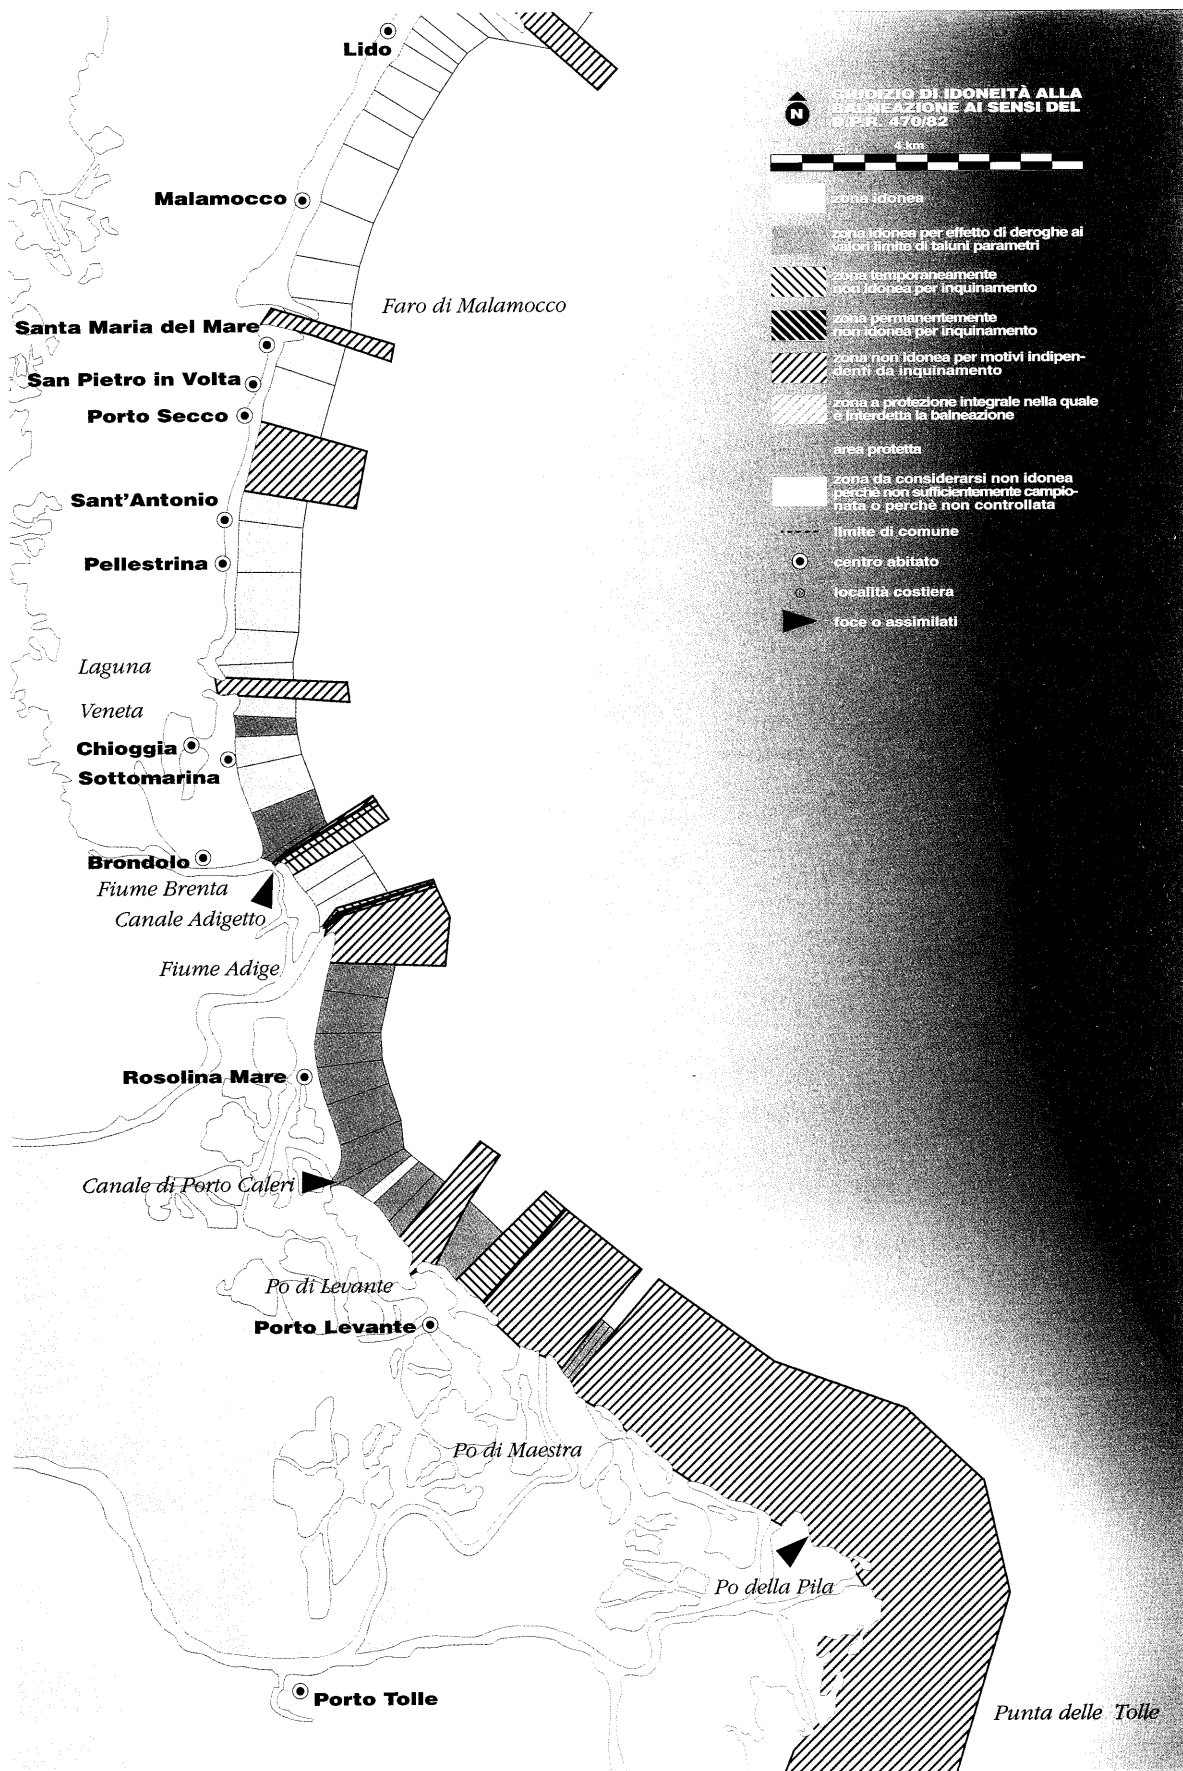 Lido
Malamocco
Faro di Malamocco
Santa Maria del Mare
San Pietro in Volta
Porto Secco
Sant'Antonio
Pellestrina
Laguna
Veneta
Chioggia
Sottomarina
Brondolo
Fiume Brenta
Canale Adigetto
Fiume Adige
Rosolina Mare
Canale di Porto Caleri
Po di Levante
Porto Levante
Po di Maestra
Po della Pila
Porto Tolle
Punta delle Tolle
N
GIUDIZIO DI IDONEITÀ ALLA
BALNEAZIONE AI SENSI DEL
D.P.R. 470/82
4 km
zona idonea
zona idonea per effetto di deroghe ai
valori limite di taluni parametri
zona temporaneamente
non idonea per inquinamento
zona permanentemente
non idonea per inquinamento
zona non idonea per motivi indipen-
denti da inquinamento
zona a protezione integrale nella quale
è interdetta la balneazione
area protetta
zona da considerarsi non idonea
perchè non sufficientemente campio-
nata o perchè non controllata
limite di comune
centro abitato
località costiera
foce o assimilati